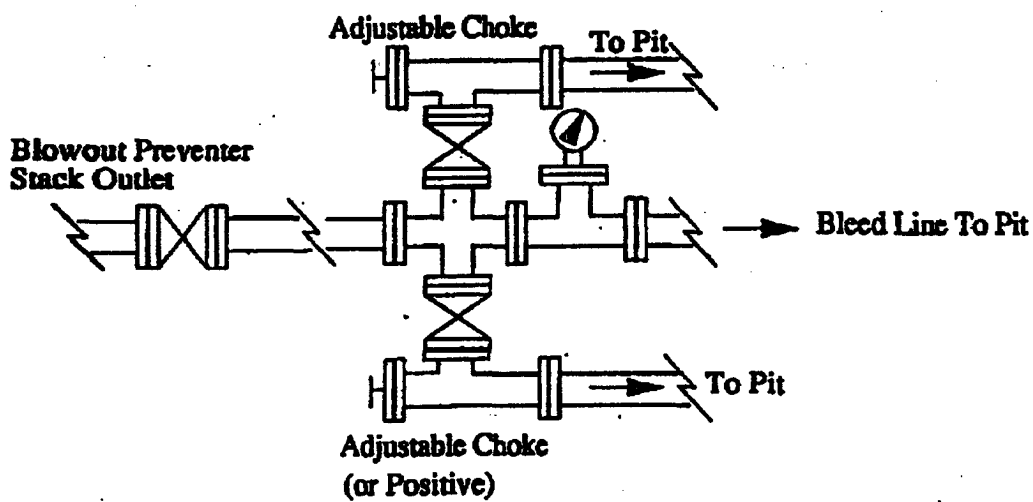 Adjustable Choke
To Pit
Blowout Preventer
Stack Outlet
Bleed Line To Pit
To Pit
Adjustable Choke
(or Positive)